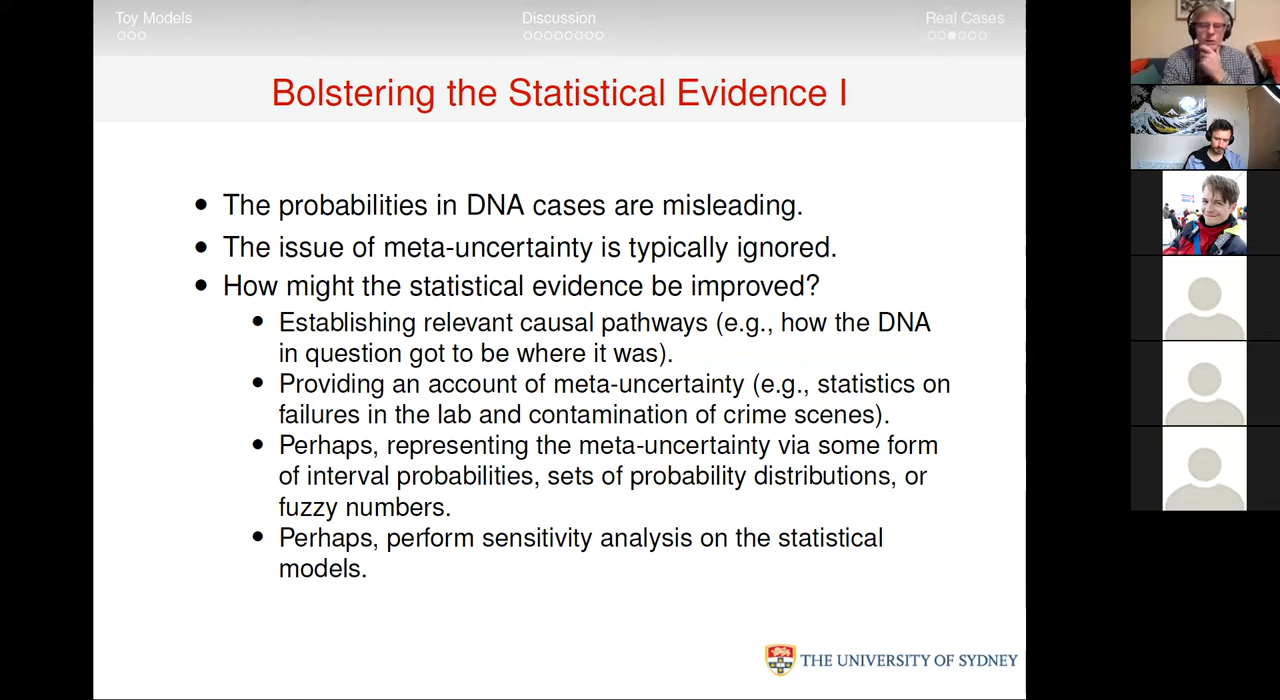 Toy Models
Discussion
Real Cases
Bolstering the Statistical Evidence I
• The probabilities in DNA cases are misleading.
• The issue of meta-uncertainty is typically ignored.
• How might the statistical evidence be improved?
• Establishing relevant causal pathways (e.g., how the DNA
in question got to be where it was).
• Providing an account of meta-uncertainty (e.g., statistics on
failures in the lab and contamination of crime scenes).
• Perhaps, representing the meta-uncertainty via some form
of interval probabilities, sets of probability distributions, or
fuzzy numbers.
• Perhaps, perform sensitivity analysis on the statistical
models.
THE UNIVERSITY OF SYDNEY